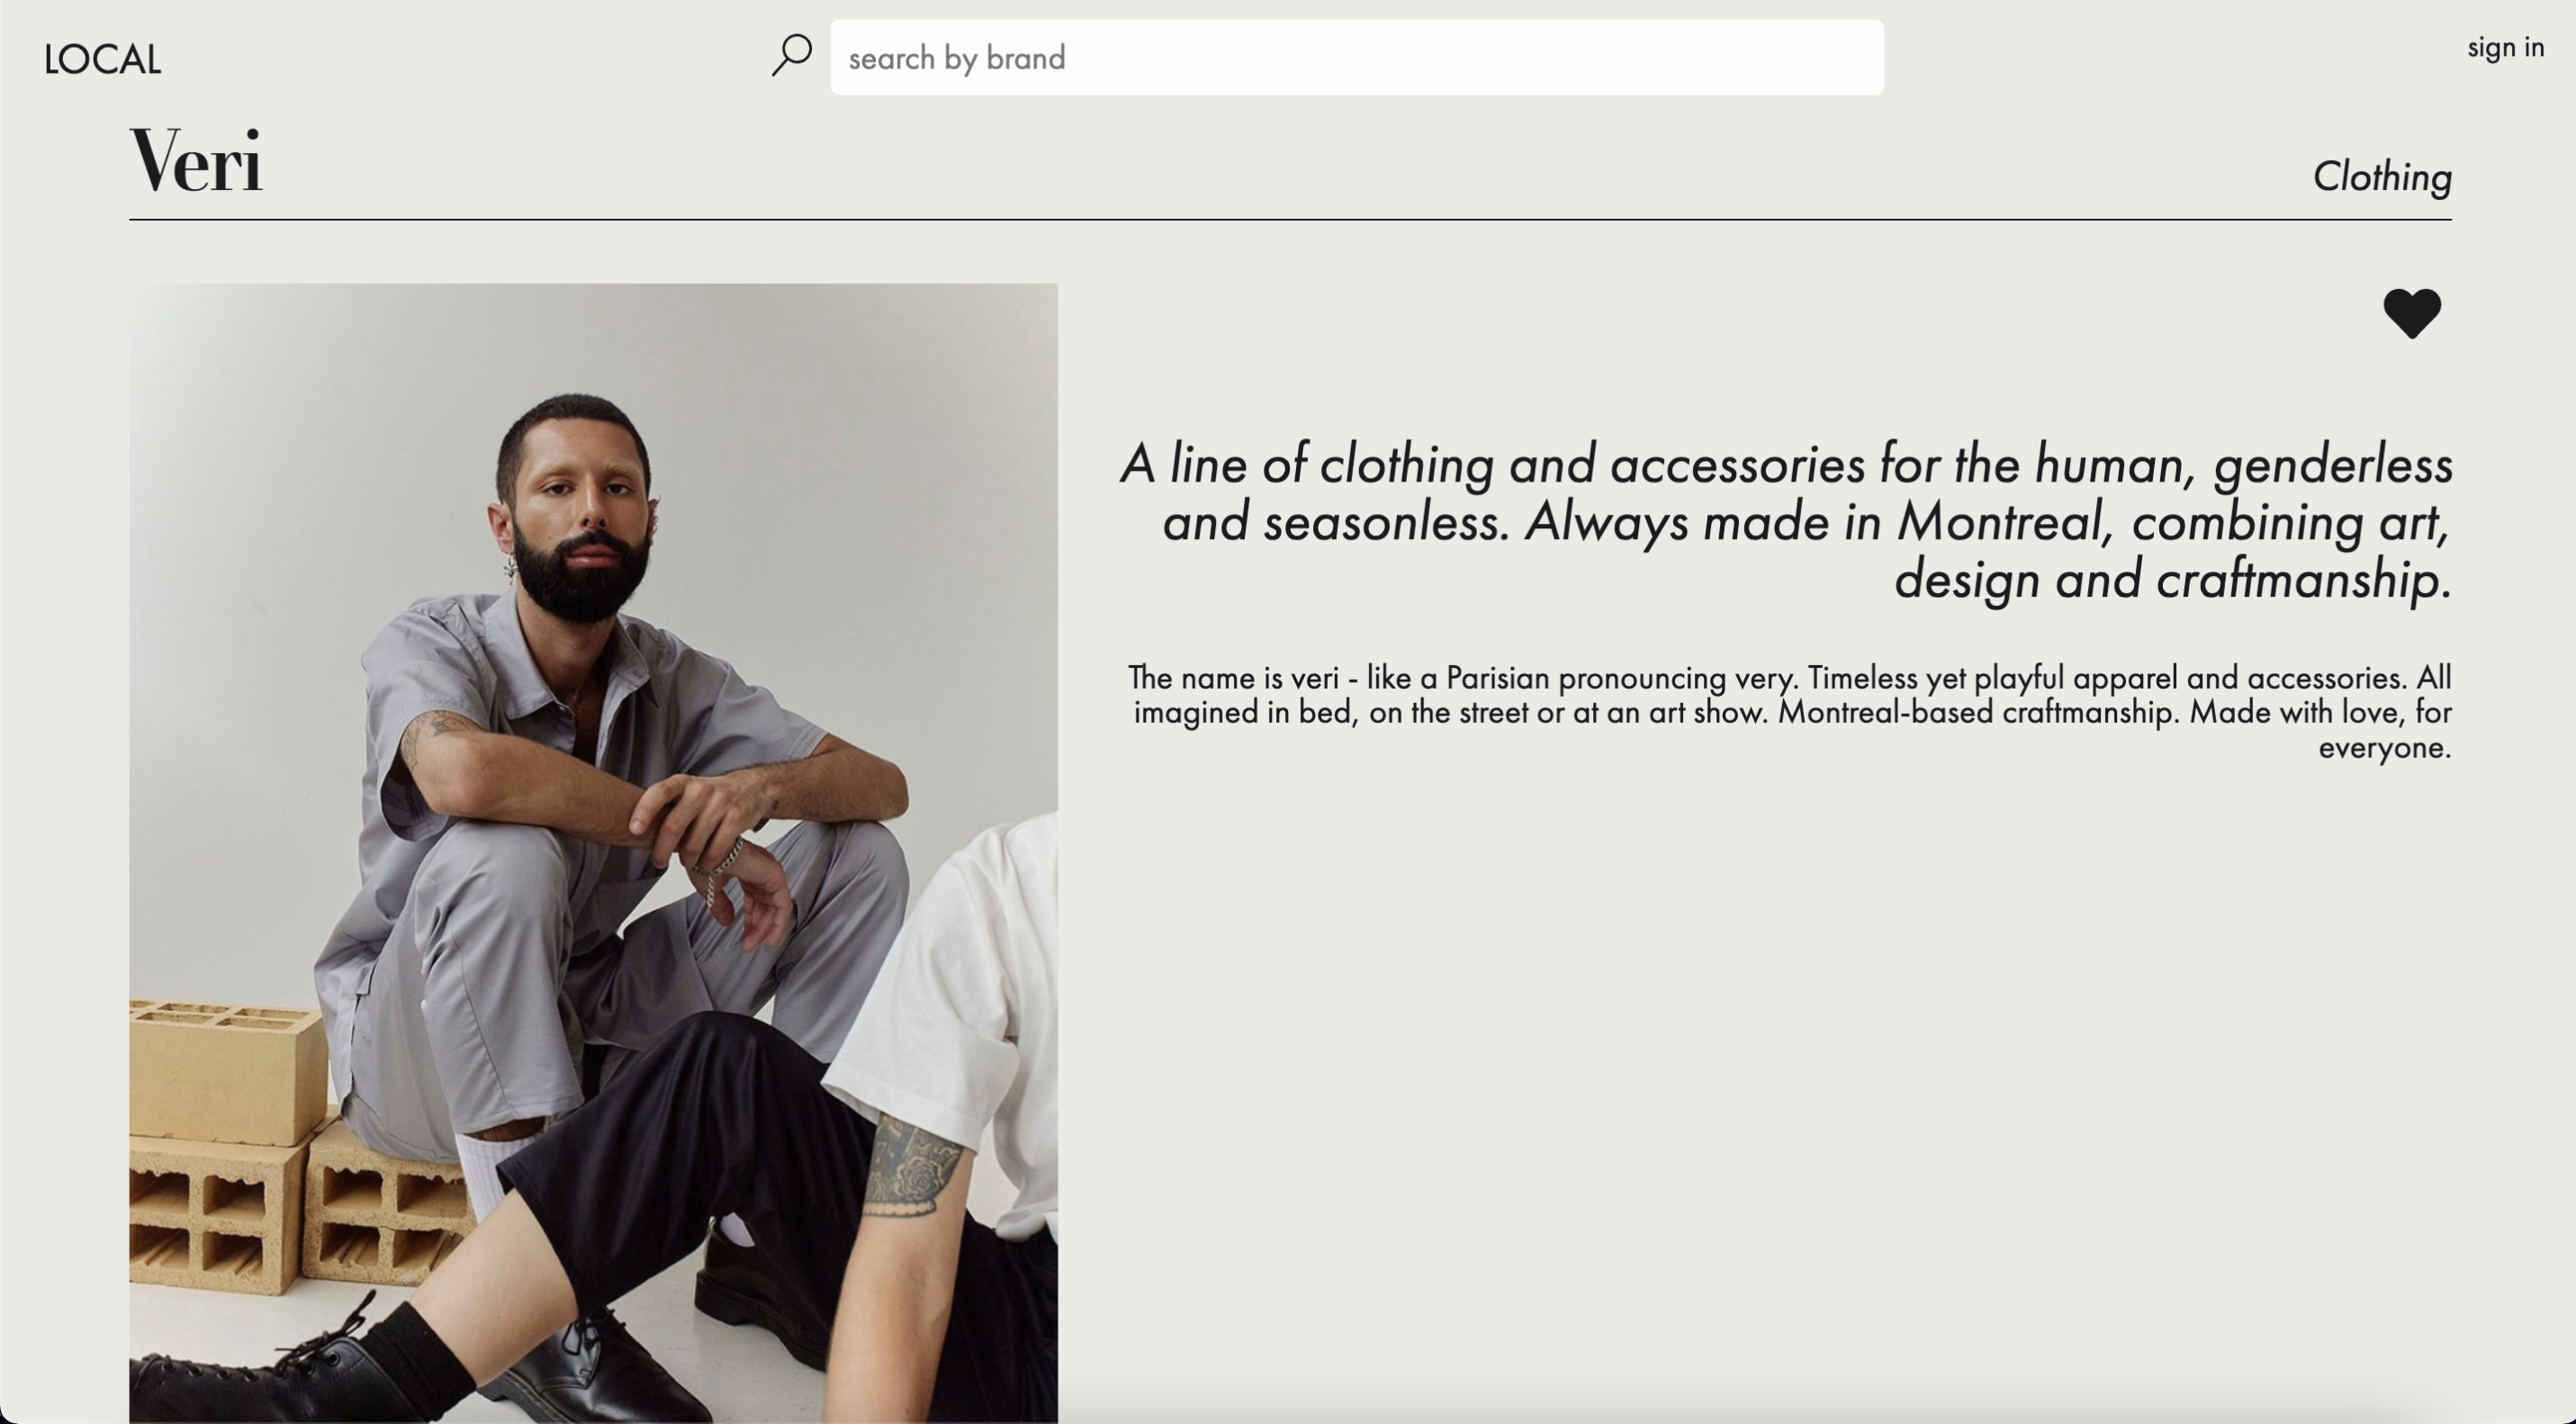 LOCAL
search by brand
sign in
Veri
Clothing
A line of clothing and accessories for the human, genderless
and seasonless. Always made in Montreal, combining art,
design and craftmanship.
The name is veri - like a Parisian pronouncing very. Timeless yet playful apparel and accessories. All
imagined in bed, on the street or at an art show. Montreal-based craftmanship. Made with love, for
everyone.